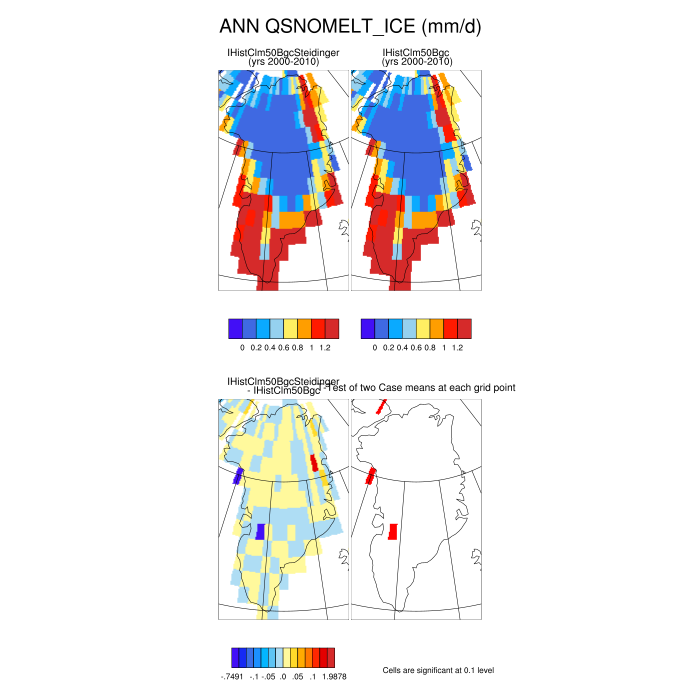 ANN QSNOMELT_ICE (mm/d)
IHistClm50BgcSteidinger
(yrs 2000-2010)
IHistClm50Bgc
(yrs 2000-2010)
0 0.2 0.4 0.6 0.8 1 1.2
0 0.2 0.4 0.6 0.8 1 1.2
IHistClm50BgcSteidinger
- IHistClm50Bgc
T-Test of two Case means at each grid point
-.7491 -.1 -.05 .0 .05 .1 1.9878
Cells are significant at 0.1 level